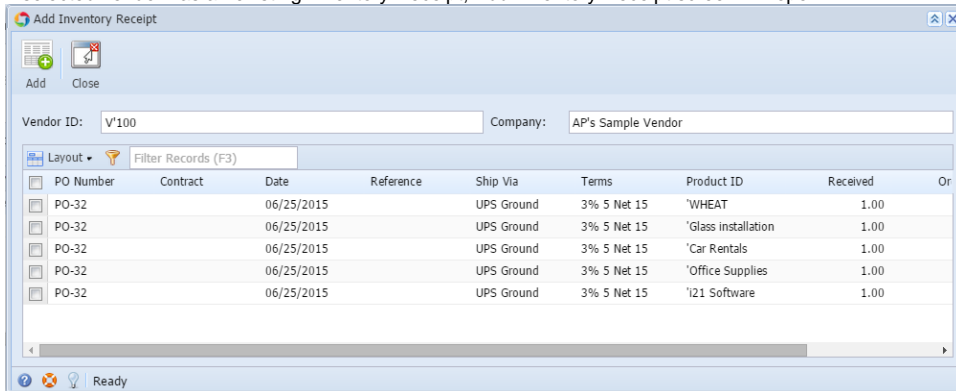 Add Inventory Receipt
Add Close
Vendor ID: V'100 Company: AP's Sample Vendor
Layout Filter Records (F3)
PO Number Contract Date Reference Ship Via Terms Product ID Received Or
PO-32 06/25/2015 UPS Ground 3% 5 Net 15 'WHEAT 1.00
PO-32 06/25/2015 UPS Ground 3% 5 Net 15 'Glass installation 1.00
PO-32 06/25/2015 UPS Ground 3% 5 Net 15 'Car Rentals 1.00
PO-32 06/25/2015 UPS Ground 3% 5 Net 15 'Office Supplies 1.00
PO-32 06/25/2015 UPS Ground 3% 5 Net 15 'i21 Software 1.00
Ready